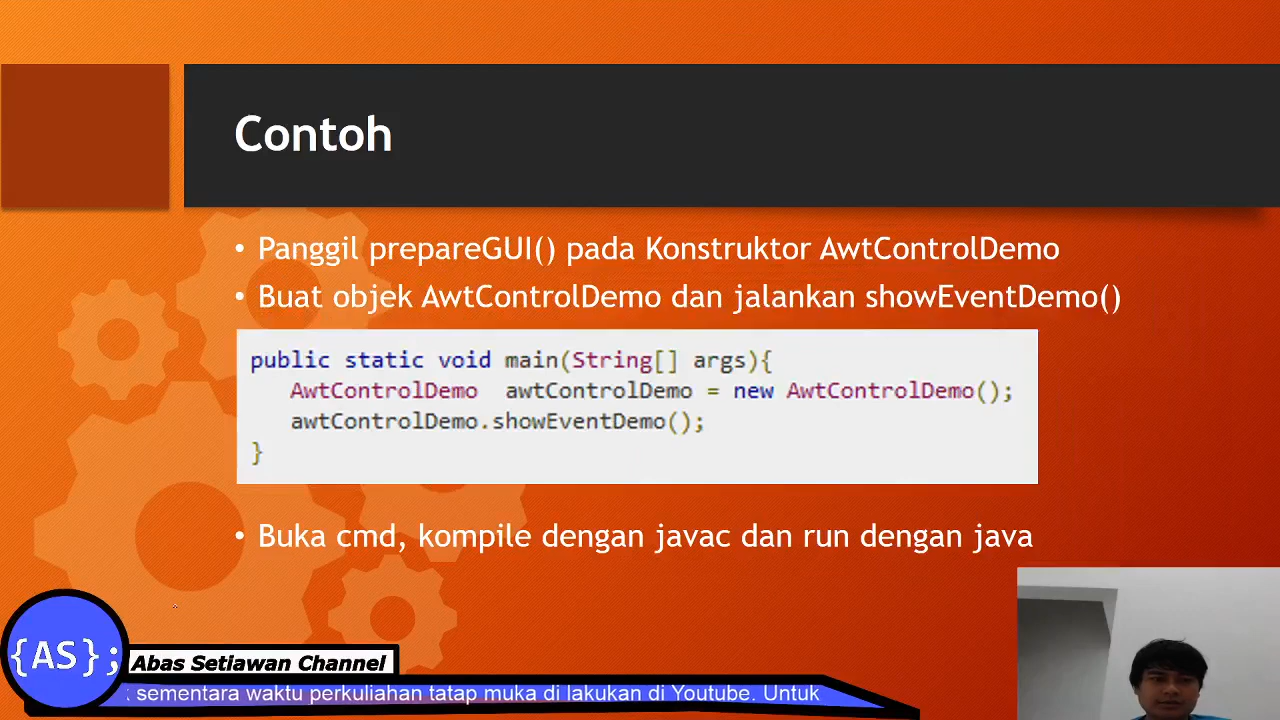 Contoh
• Panggil prepareGUI() pada Konstruktor AwtControlDemo
• Buat objek AwtControlDemo dan jalankan showEventDemo()
public static void main(String[] args){
AwtControlDemo  awtControlDemo = new AwtControlDemo();
awtControlDemo.showEventDemo();
}
• Buka cmd, kompile dengan javac dan run dengan java
{AS};
Abas Setiawan Channel
sementara waktu perkuliahan tatap muka di lakukan di Youtube. Untuk